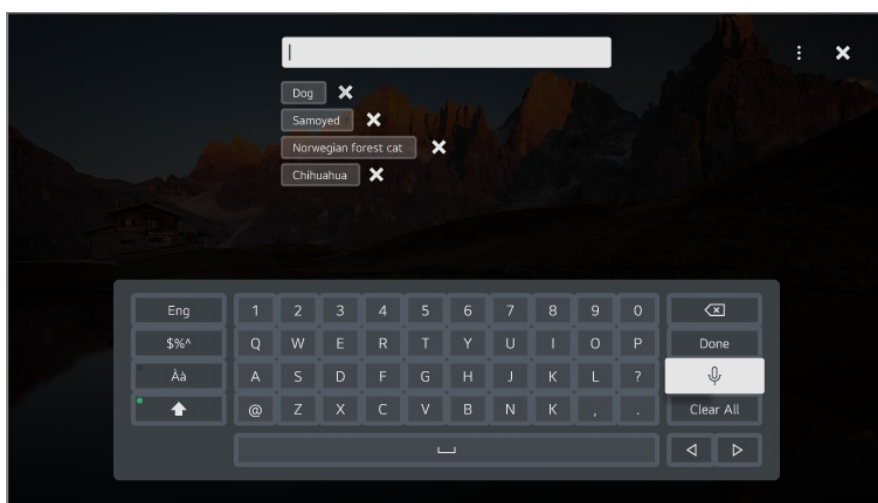 Dog
Samoyed
Norwegian forest cat
Chihuahua
Eng 1 2 3 4 5 6 7 8 9 0
$%^ Q W E R T Y U I O P Done
Àà A S D F G H J K L ?
@ Z X C V B N K , . Clear All